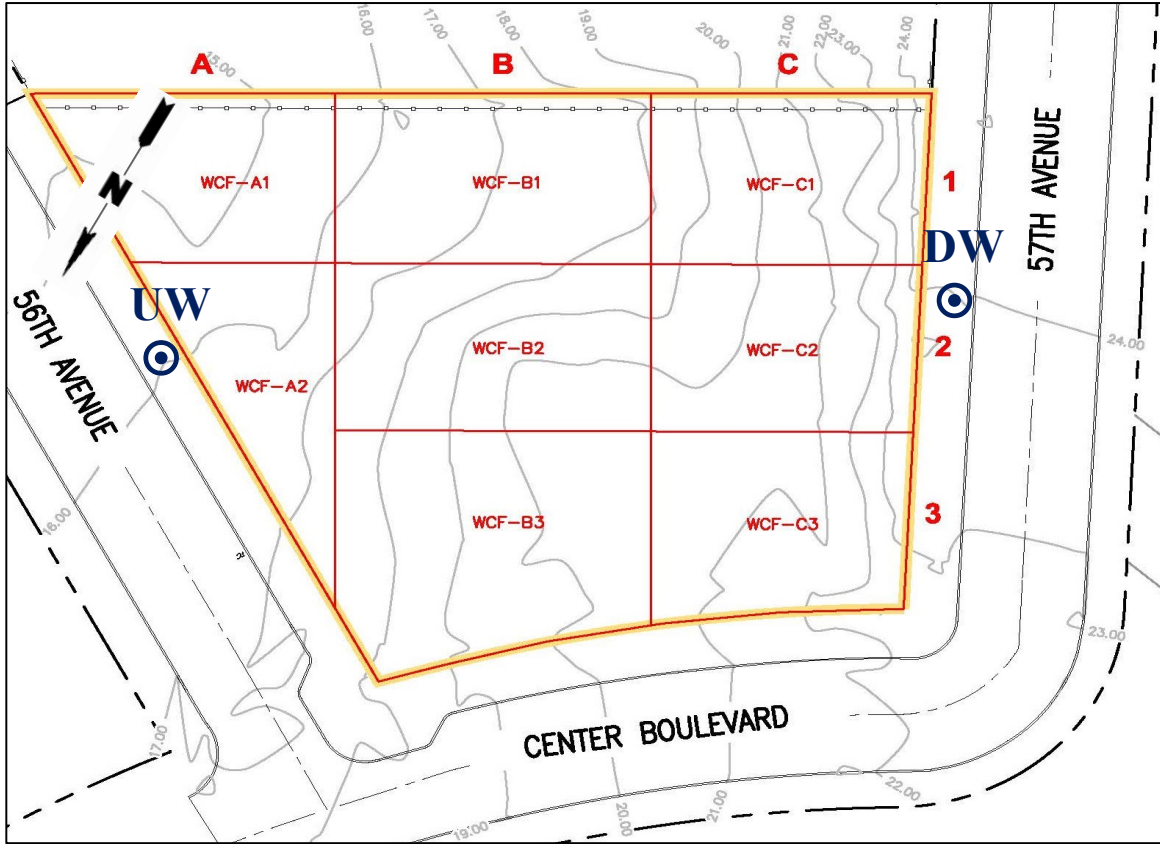 16.00
17.00
18.00
19.00
20.00
21.00
22.00
23.00
24.00
A
B
C
15.00
N
WCF-A1
WCF-B1
WCF-C1
1
57TH AVENUE
DW
UW
56TH AVENUE
WCF-A2
WCF-B2
WCF-C2
2
24.00
16.00
WCF-B3
WCF-C3
3
23.00
17.00
CENTER BOULEVARD
19.00
20.00
21.00
22.00